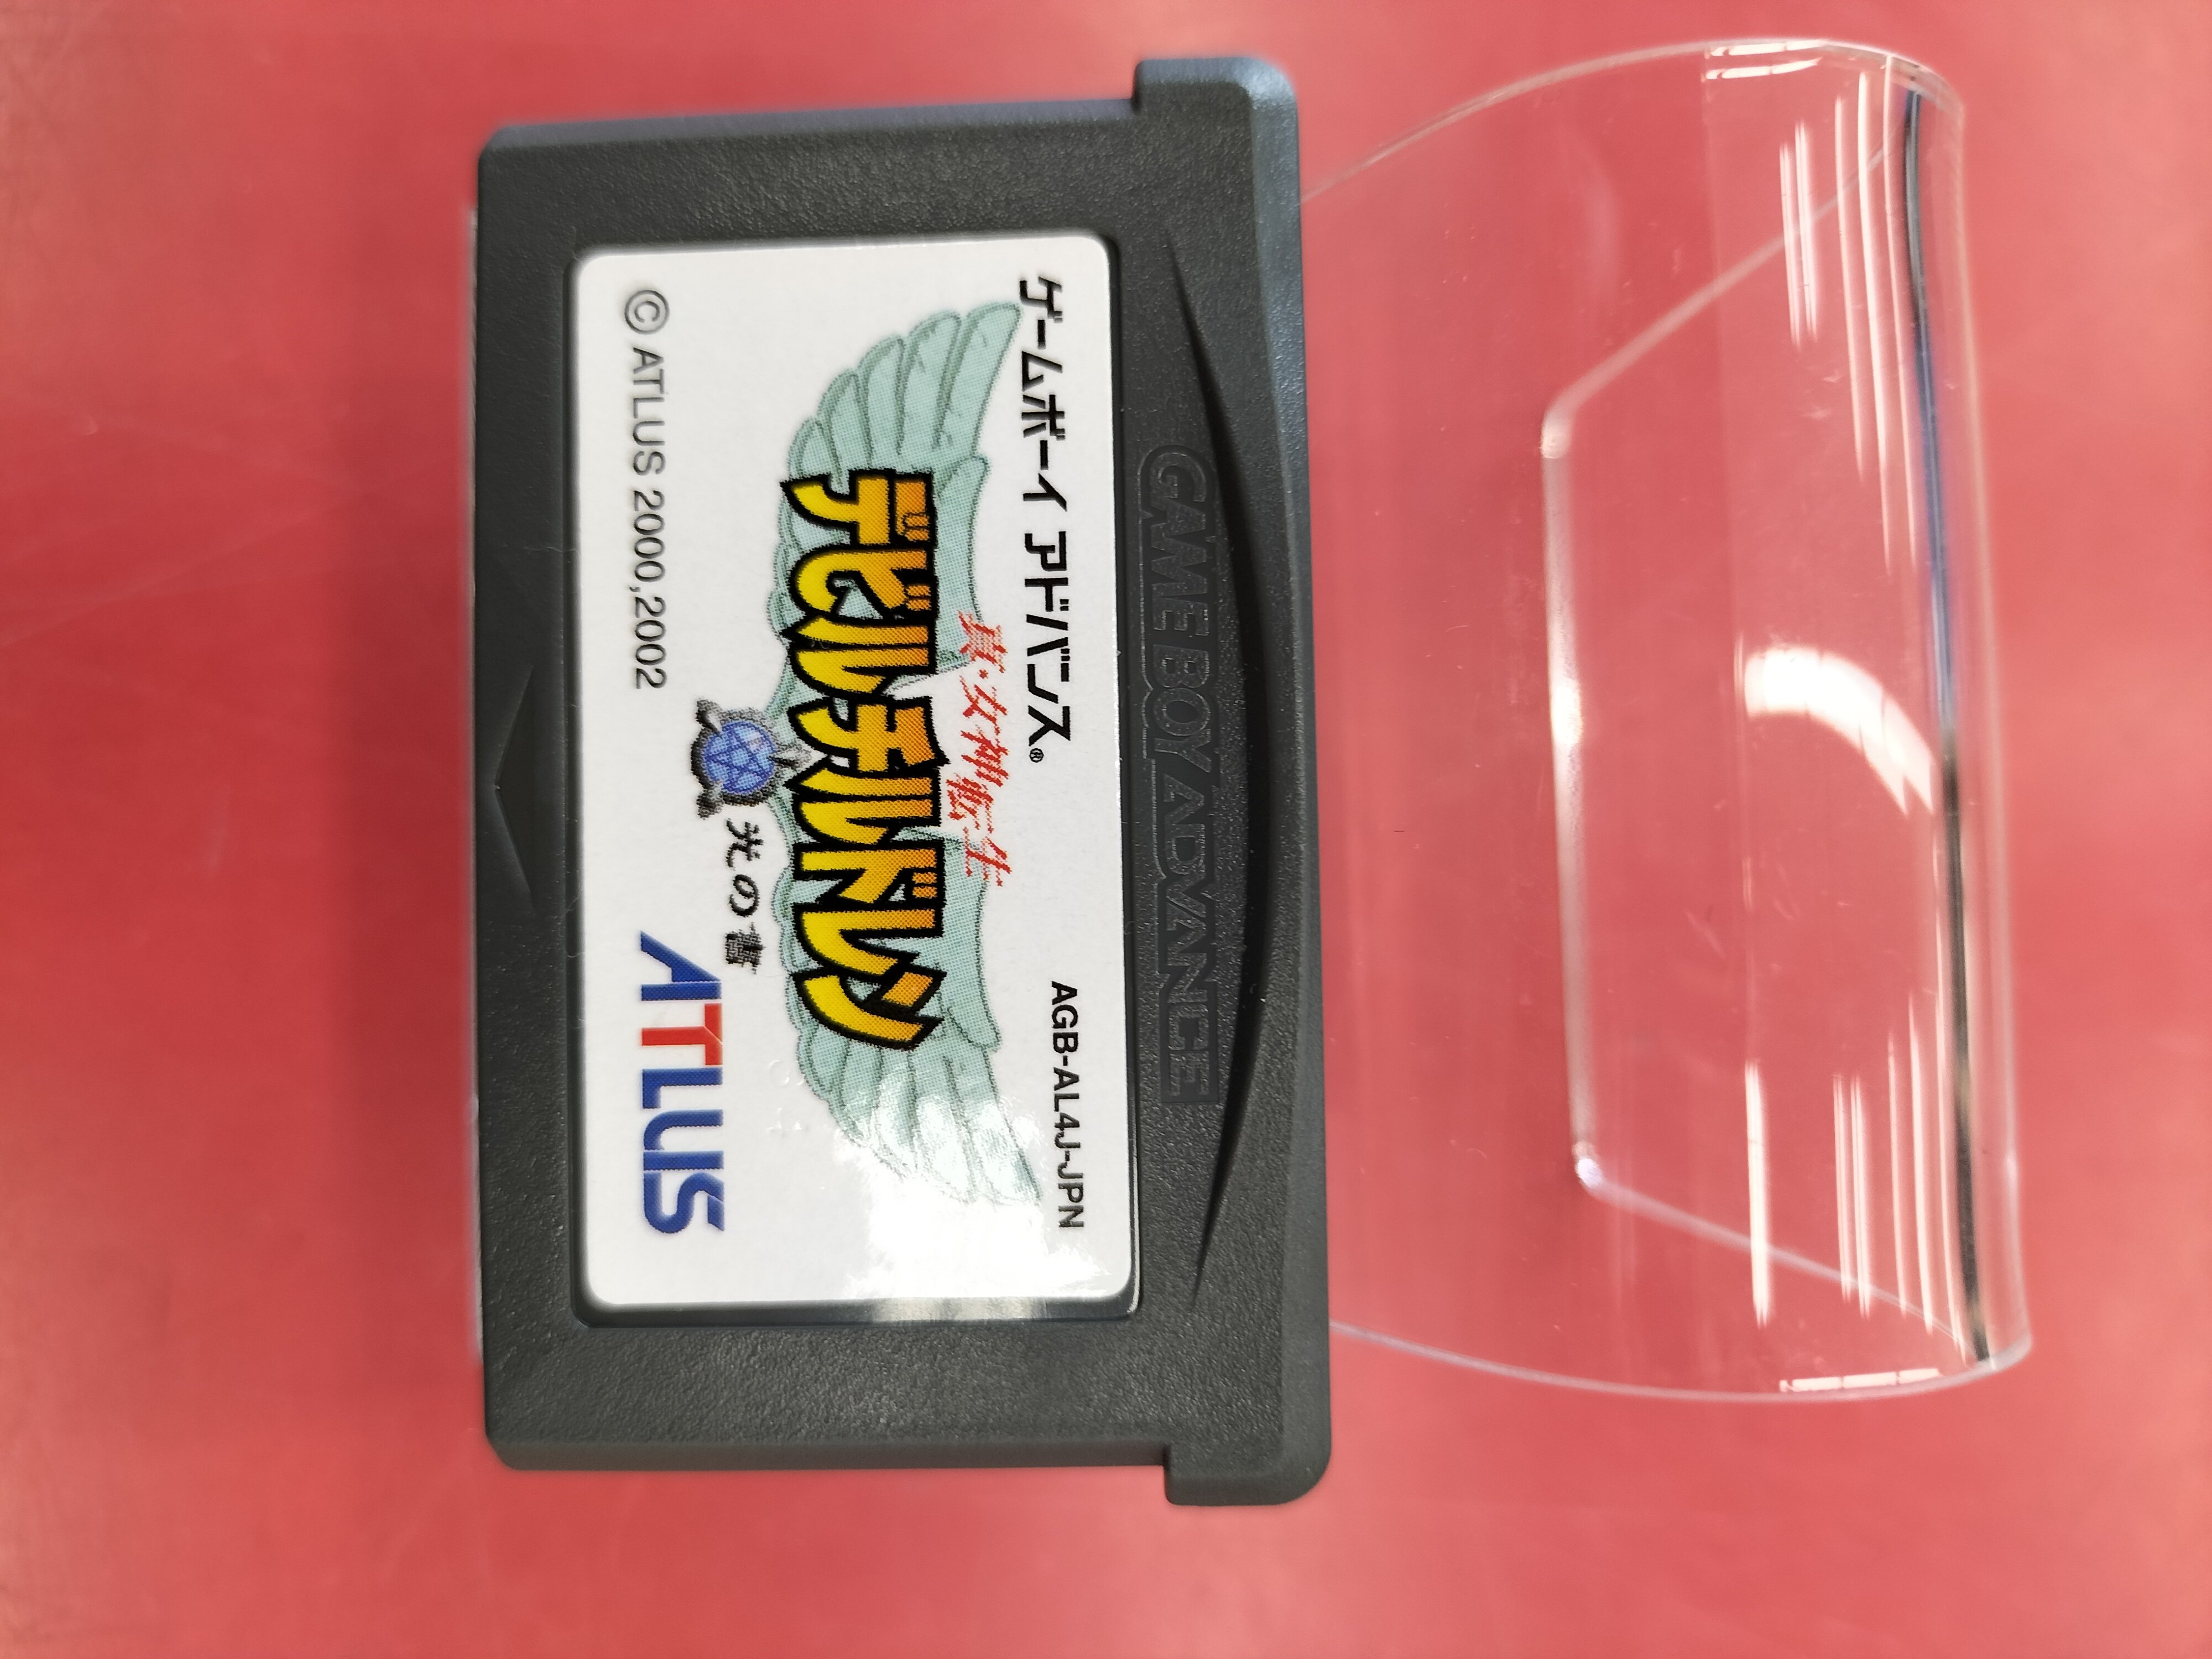 GAME BOY ADVANCE
ゲームボーイ アドバンス®
AGB-AL4J-JPN
真・女神転生
デビルチルドレン
光の書
© ATLUS 2000,2002
ATLUS